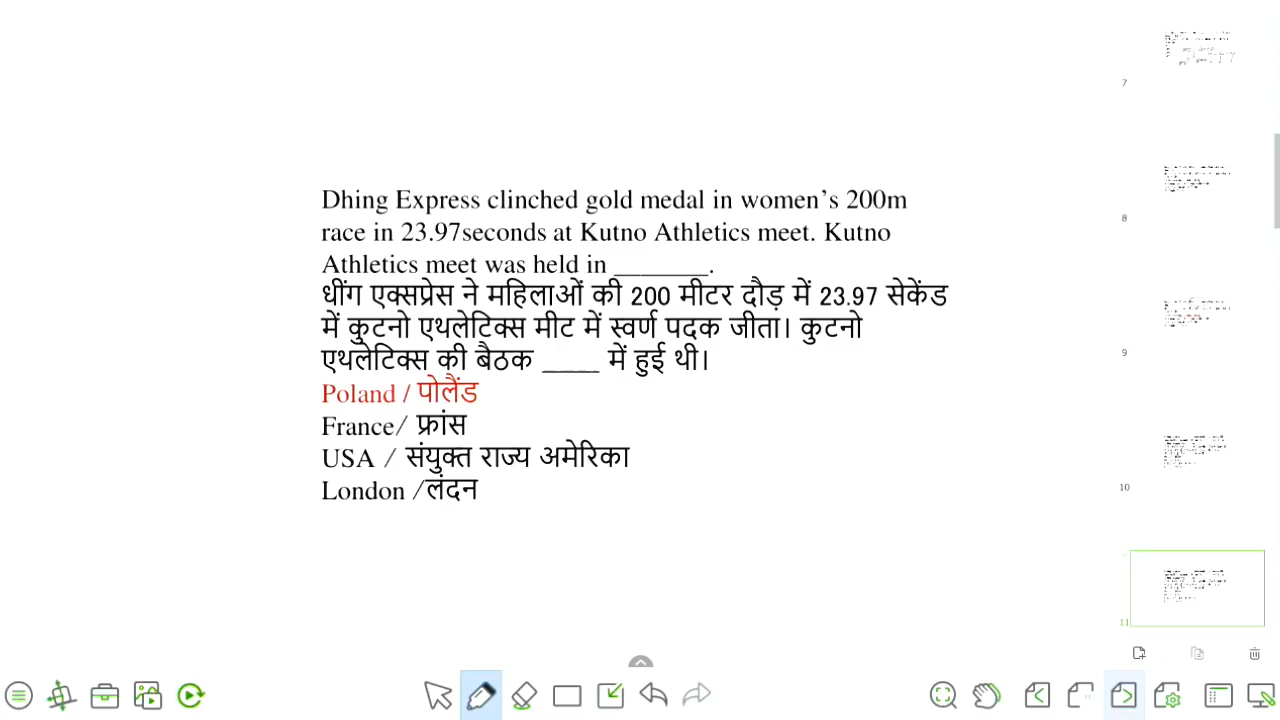 Dhing Express clinched gold medal in women’s 200m
race in 23.97seconds at Kutno Athletics meet. Kutno
Athletics meet was held in _______.
धींग एक्सप्रेस ने महिलाओं की 200 मीटर दौड़ में 23.97 सेकेंड
में कुटनो एथलेटिक्स मीट में स्वर्ण पदक जीता। कुटनो
एथलेटिक्स की बैठक ____ में हुई थी।
Poland / पोलैंड
France/ फ्रांस
USA / संयुक्त राज्य अमेरिका
London /लंदन
7
8
9
10
11